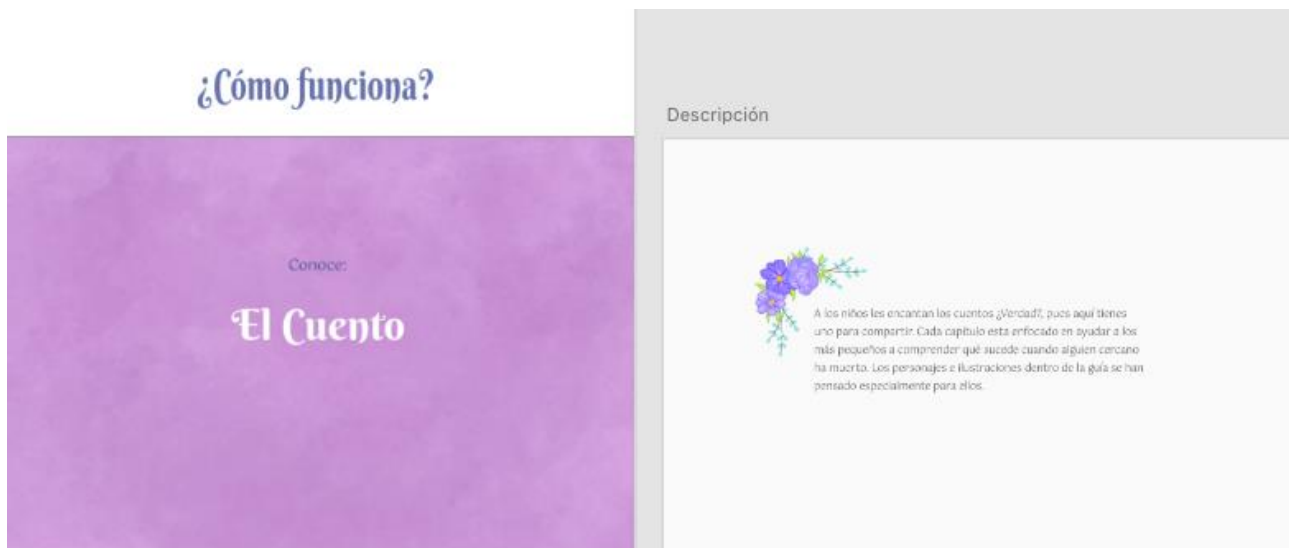 ¿Cómo funciona?
Conoce:
El Cuento
Descripción
A los niños les encantan los cuentos ¿Verdad?, pues aquí tienes
uno para compartir. Cada capítulo esta enfocado en ayudar a los
más pequeños a comprender qué sucede cuando alguien cercano
ha muerto. Los personajes e ilustraciones dentro de la guía se han
pensado especialmente para ellos.